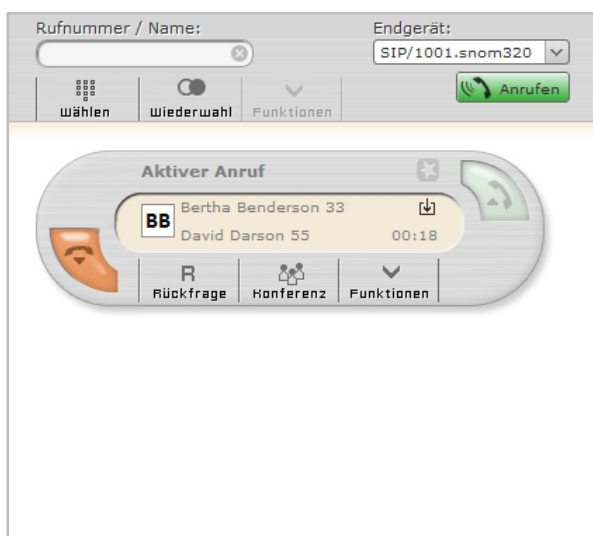 Rufnummer / Name:
Endgerät:
SIP/1001.snom320
Wählen
Wiederwahl
Funktionen
Anrufen
Aktiver Anruf
BB
Bertha Benderson 33
David Darson 55
00:18
R
Rückfrage
Konferenz
Funktionen